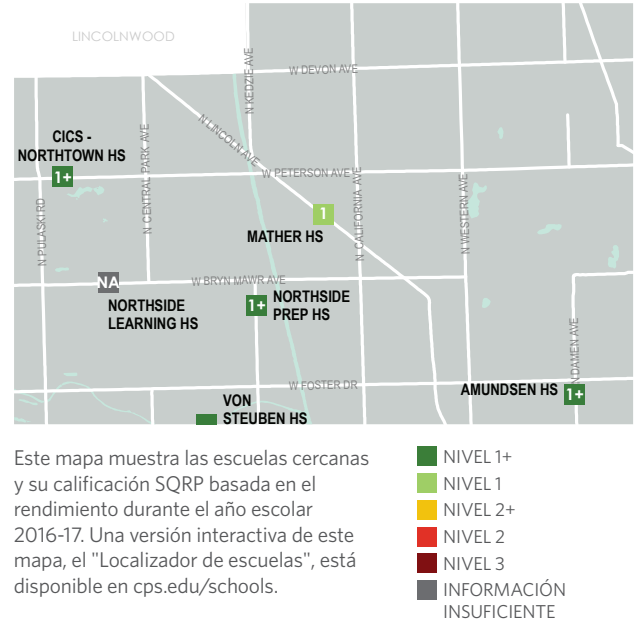 LINCOLNWOOD
W DEVON AVE
N KEDZIE AVE
N LINCOLN AVE
CICS -
NORTHTOWN HS
1+
N CENTRAL PARK AVE
W PETERSON AVE
N PULASKI RD
1
MATHER HS
N CALIFORNIA AVE
N WESTERN AVE
NA
NORTHSIDE
LEARNING HS
W BRYN MAWR AVE
1+
NORTHSIDE
PREP HS
N DAMEN AVE
W FOSTER DR
AMUNDSEN HS
1+
VON
STEUBEN HS
Este mapa muestra las escuelas cercanas
y su calificación SQRP basada en el
rendimiento durante el año escolar
2016-17. Una versión interactiva de este
mapa, el "Localizador de escuelas", está
disponible en cps.edu/schools.
NIVEL 1+
NIVEL 1
NIVEL 2+
NIVEL 2
NIVEL 3
INFORMACIÓN
INSUFICIENTE